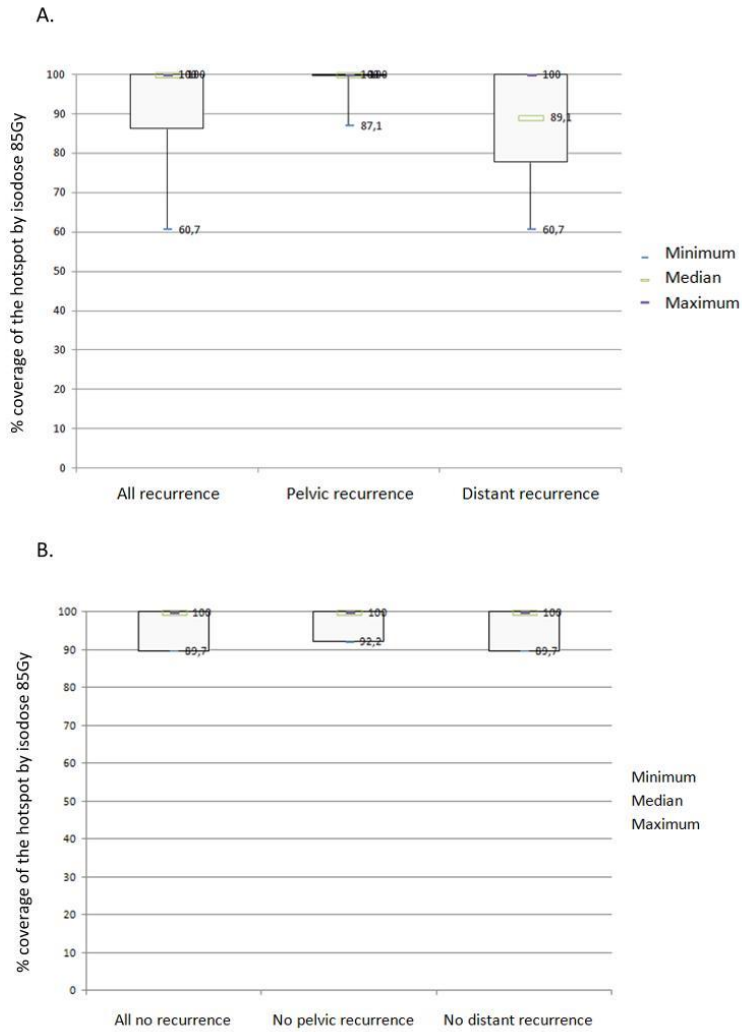 A.
% coverage of the hotspot by isodose 85Gy
100
90
80
70
60
50
40
30
20
10
0
100
60,7
100
87,1
100
89,1
60,7
All recurrence
Pelvic recurrence
Distant recurrence
Minimum
Median
Maximum
B.
% coverage of the hotspot by isodose 85Gy
100
90
80
70
60
50
40
30
20
10
0
100
89,7
100
92,2
100
89,7
All no recurrence
No pelvic recurrence
No distant recurrence
Minimum
Median
Maximum